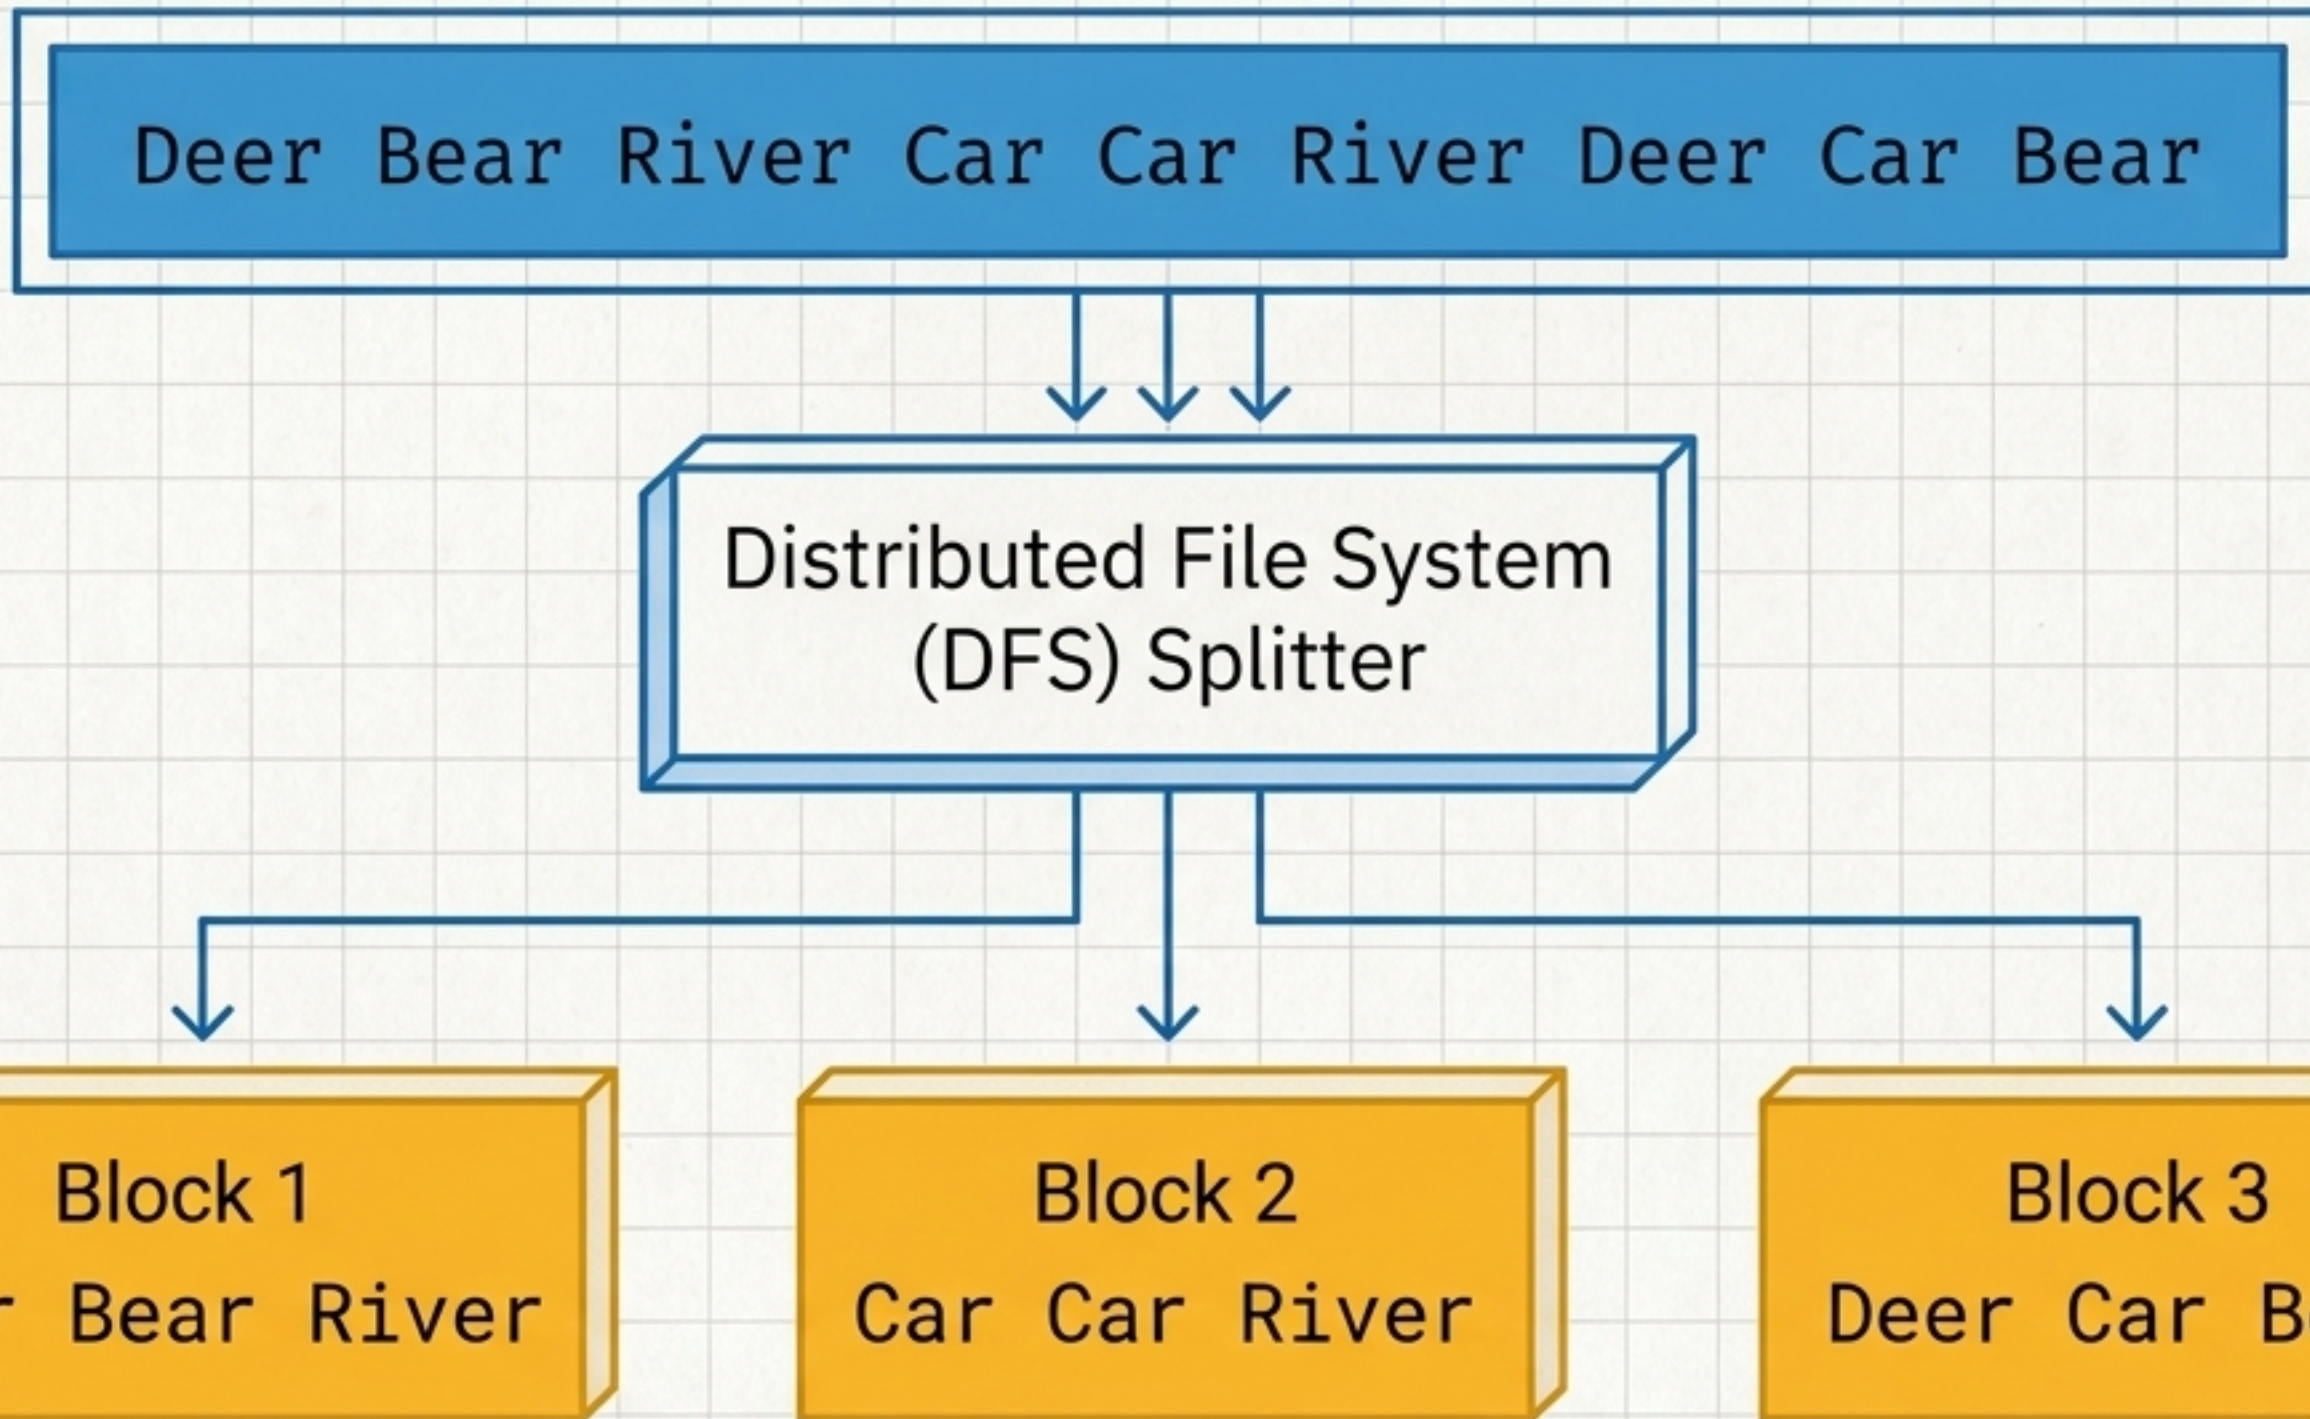 Deer Bear River Car Car River Deer Car Bear
Distributed File System
(DFS) Splitter
Block 1
Bear River
Block 2
Car Car River
Block 3
Deer Car